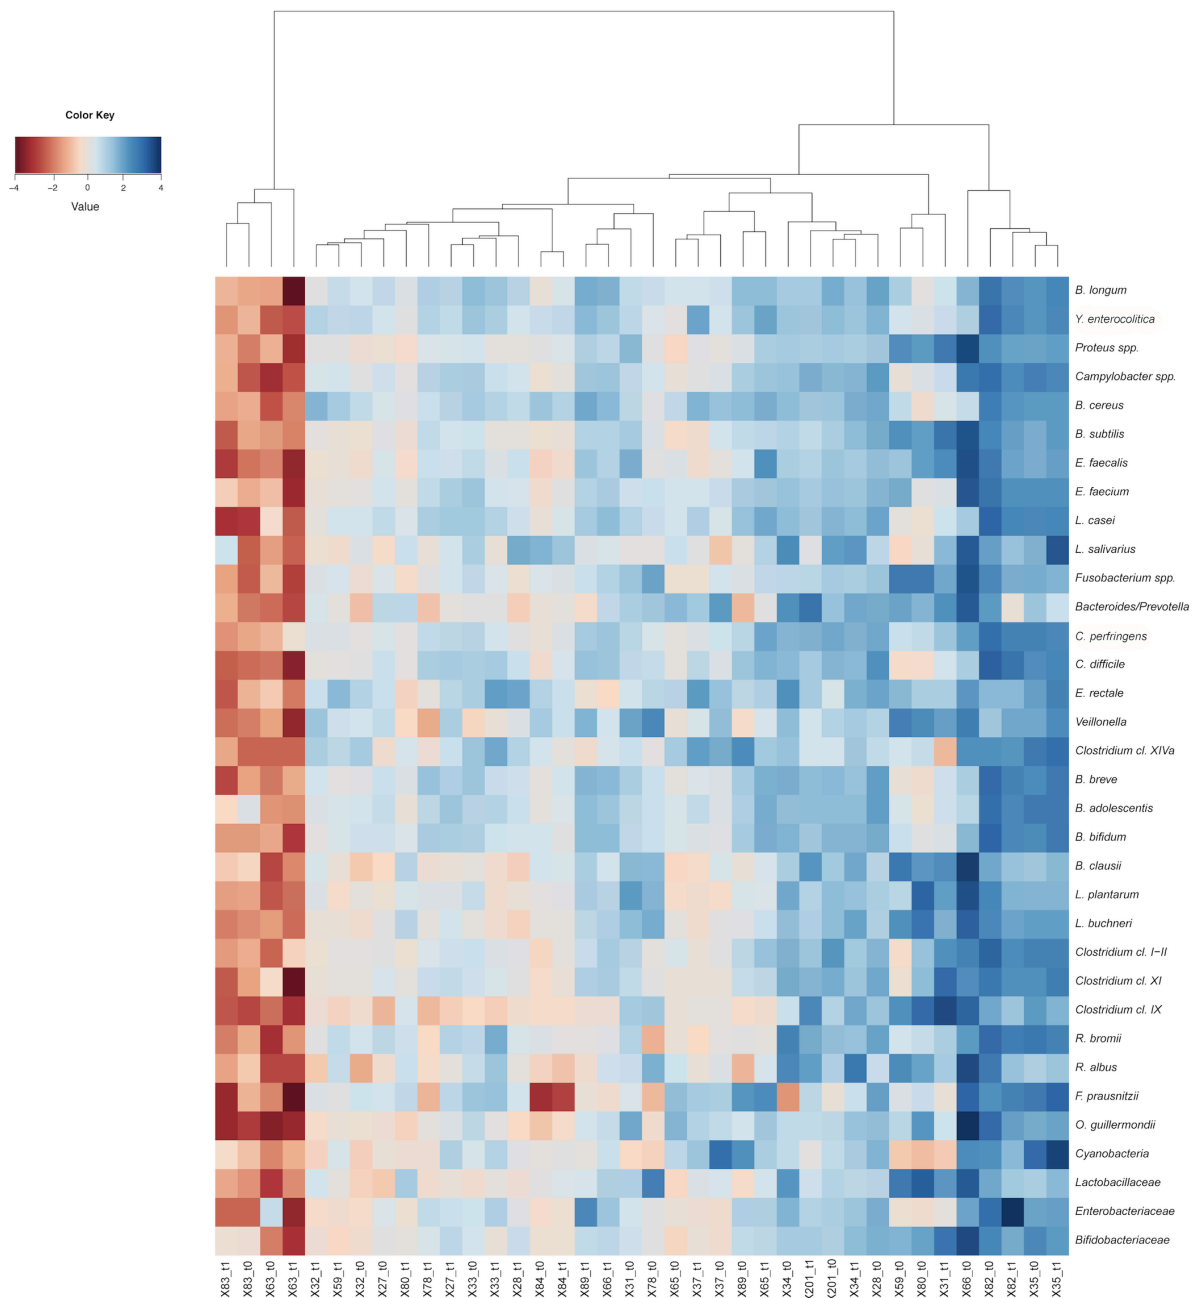 Color Key
−4 −2 0 2 4
Value
B. longum
Y. enterocolitica
Proteus spp.
Campylobacter spp.
B. cereus
B. subtilis
E. faecalis
E. faecium
L. casei
L. salivarius
Fusobacterium spp.
Bacteroides/Prevotella
C. perfringens
C. difficile
E. rectale
Veillonella
Clostridium cl. XIVa
B. breve
B. adolescentis
B. bifidum
B. clausii
L. plantarum
L. buchneri
Clostridium cl. I−II
Clostridium cl. XI
Clostridium cl. IX
R. bromii
R. albus
F. prausnitzii
O. guillermondii
Cyanobacteria
Lactobacillaceae
Enterobacteriaceae
Bifidobacteriaceae
X83_t1
X83_t0
X63_t0
X63_t1
X32_t1
X59_t1
X32_t0
X27_t0
X80_t1
X78_t1
X27_t1
X33_t0
X33_t1
X28_t1
X84_t0
X84_t1
X89_t1
X66_t1
X31_t0
X78_t0
X65_t0
X37_t1
X37_t0
X89_t0
X65_t1
X34_t0
X201_t1
X201_t0
X34_t1
X28_t0
X59_t0
X80_t0
X31_t1
X66_t0
X82_t0
X82_t1
X35_t0
X35_t1